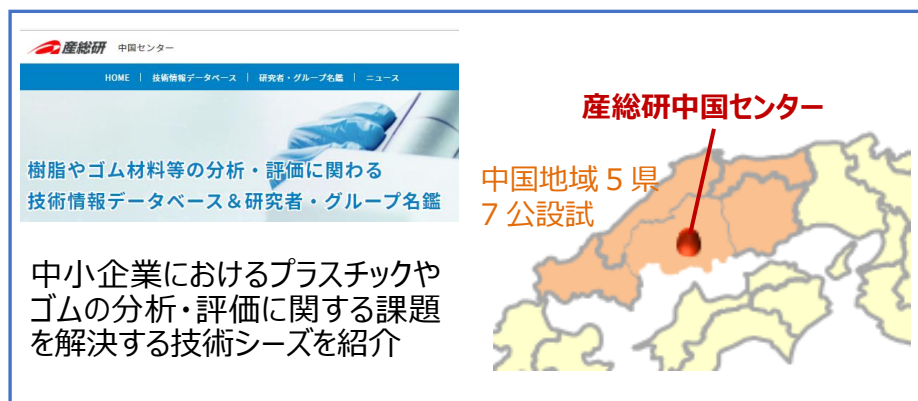 産総研 中国センター
HOME | 技術情報データベース | 研究者・グループ名鑑 | ニュース
樹脂やゴム材料等の分析・評価に関わる
技術情報データベース&研究者・グループ名鑑
中小企業におけるプラスチックや
ゴムの分析・評価に関する課題
を解決する技術シーズを紹介
産総研中国センター
中国地域5県
7公設試